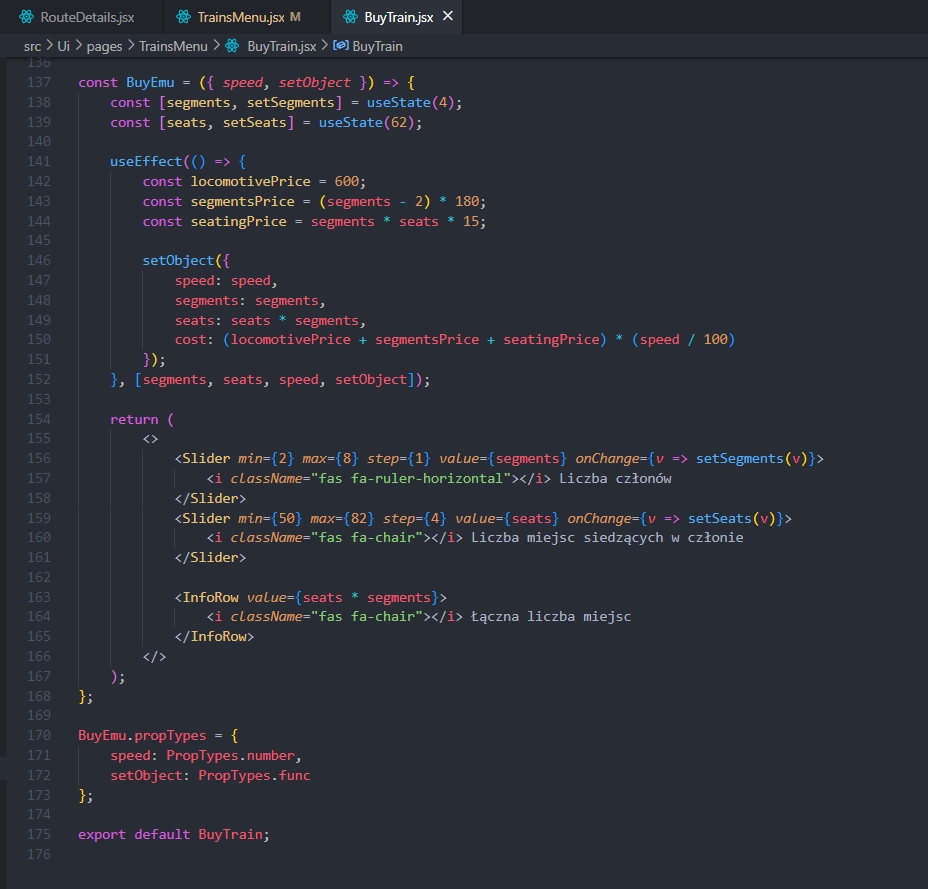 RouteDetails.jsx TrainsMenu.jsx M BuyTrain.jsx ×
src > Ui > pages > TrainsMenu > BuyTrain.jsx > BuyTrain
136
137 const BuyEmu = ({ speed, setObject }) => {
138     const [segments, setSegments] = useState(4);
139     const [seats, setSeats] = useState(62);
140
141     useEffect(() => {
142         const locomotivePrice = 600;
143         const segmentsPrice = (segments - 2) * 180;
144         const seatingPrice = segments * seats * 15;
145
146         setObject({
147             speed: speed,
148             segments: segments,
149             seats: seats * segments,
150             cost: (locomotivePrice + segmentsPrice + seatingPrice) * (speed / 100)
151         });
152     }, [segments, seats, speed, setObject]);
153
154     return (
155         <>
156             <Slider min={2} max={8} step={1} value={segments} onChange={v => setSegments(v)}>
157                 <i className="fas fa-ruler-horizontal"></i> Liczba członów
158             </Slider>
159             <Slider min={50} max={82} step={4} value={seats} onChange={v => setSeats(v)}>
160                 <i className="fas fa-chair"></i> Liczba miejsc siedzących w członie
161             </Slider>
162
163             <InfoRow value={seats * segments}>
164                 <i className="fas fa-chair"></i> Łączna liczba miejsc
165             </InfoRow>
166         </>
167     );
168 };
169
170 BuyEmu.propTypes = {
171     speed: PropTypes.number,
172     setObject: PropTypes.func
173 };
174
175 export default BuyTrain;
176